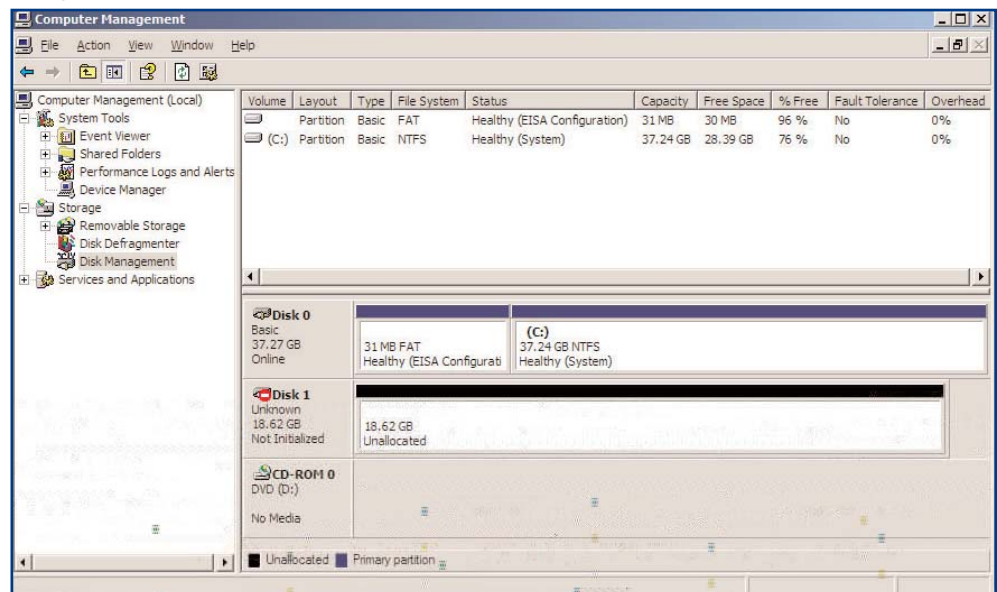 Computer Management
File Action View Window Help
Computer Management (Local)
System Tools
Event Viewer
Shared Folders
Performance Logs and Alerts
Device Manager
Storage
Removable Storage
Disk Defragmenter
Disk Management
Services and Applications
Volume Layout Type File System Status Capacity Free Space % Free Fault Tolerance Overhead
Partition Basic FAT Healthy (EISA Configuration) 31 MB 30 MB 96 % No 0%
(C:) Partition Basic NTFS Healthy (System) 37.24 GB 28.39 GB 76 % No 0%
Disk 0
Basic
37.27 GB
Online
31 MB FAT
Healthy (EISA Configurati
(C:)
37.24 GB NTFS
Healthy (System)
Disk 1
Unknown
18.62 GB
Not Initialized
18.62 GB
Unallocated
CD-ROM 0
DVD (D:)
No Media
Unallocated Primary partition